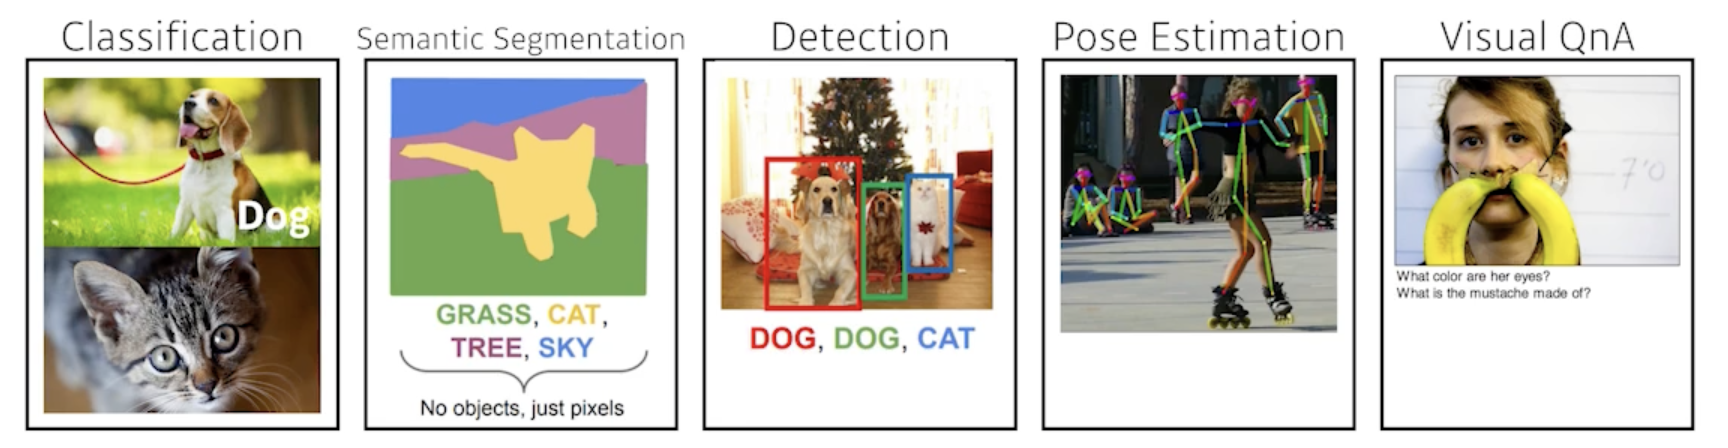 Classification
Dog
Semantic Segmentation
GRASS, CAT,
TREE, SKY
No objects, just pixels
Detection
DOG, DOG, CAT
Pose Estimation
Visual QnA
7'0
What color are her eyes?
What is the mustache made of?